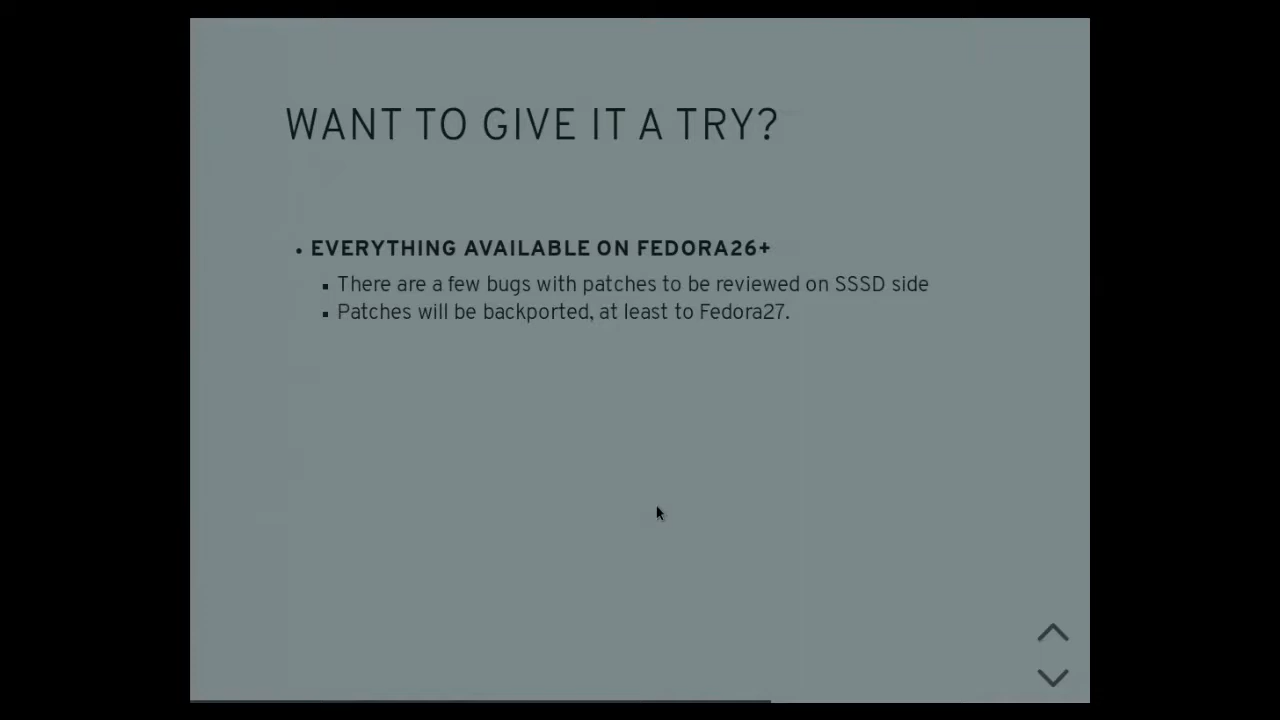 WANT TO GIVE IT A TRY?
• EVERYTHING AVAILABLE ON FEDORA26+
▪ There are a few bugs with patches to be reviewed on SSSD side
▪ Patches will be backported, at least to Fedora27.